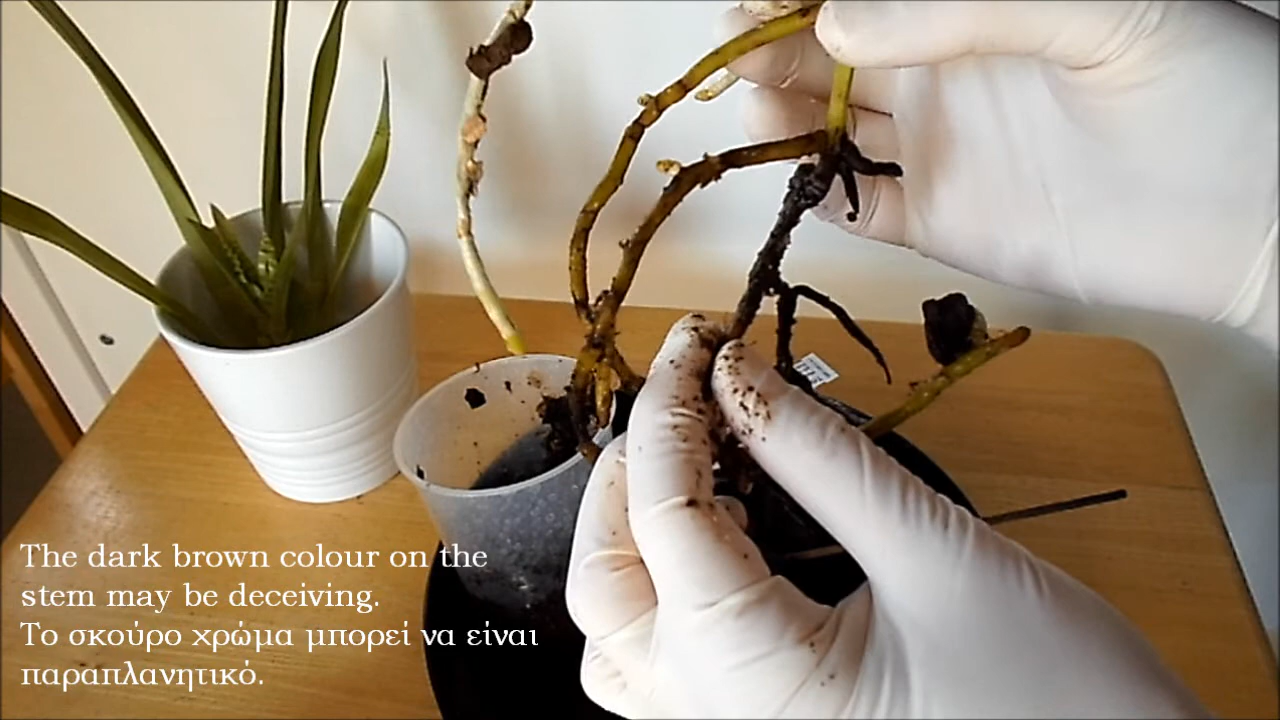 The dark brown colour on the
stem may be deceiving.
Το σκούρο χρώμα μπορεί να είναι
παραπλανητικό.